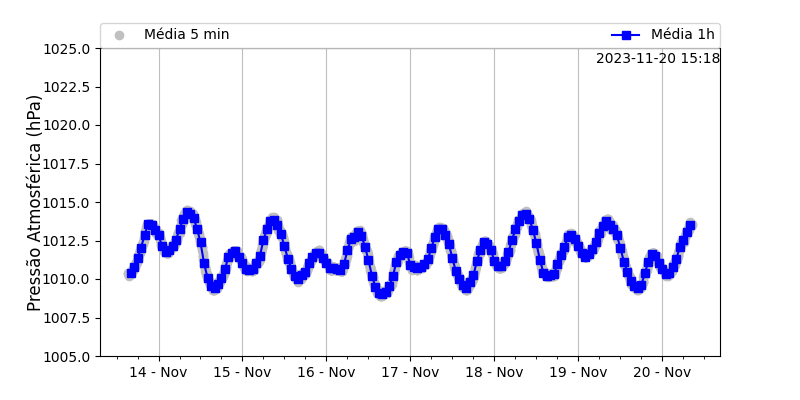 Média 5 min
Média 1h
2023-11-20 15:18
Pressão Atmosférica (hPa)
1025.0
1022.5
1020.0
1017.5
1015.0
1012.5
1010.0
1007.5
1005.0
14 - Nov
15 - Nov
16 - Nov
17 - Nov
18 - Nov
19 - Nov
20 - Nov